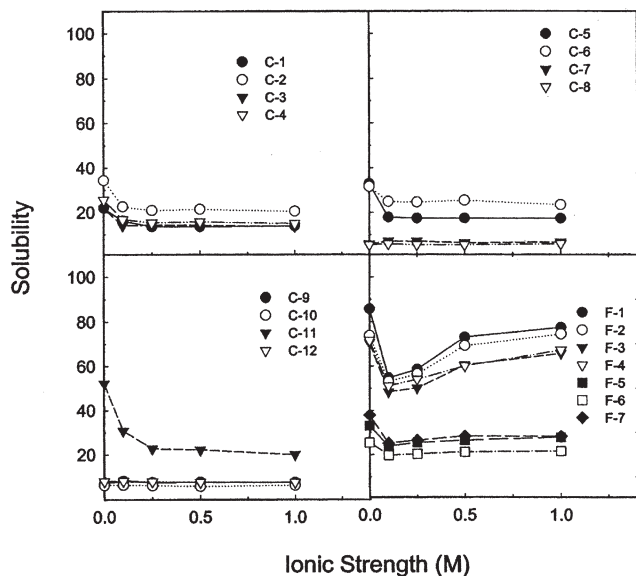 100
80
60
40
20
C-1
C-2
C-3
C-4
C-5
C-6
C-7
C-8
Solubility
100
80
60
40
20
C-9
C-10
C-11
C-12
F-1
F-2
F-3
F-4
F-5
F-6
F-7
0.0 0.5 1.0 0.0 0.5 1.0
Ionic Strength (M)